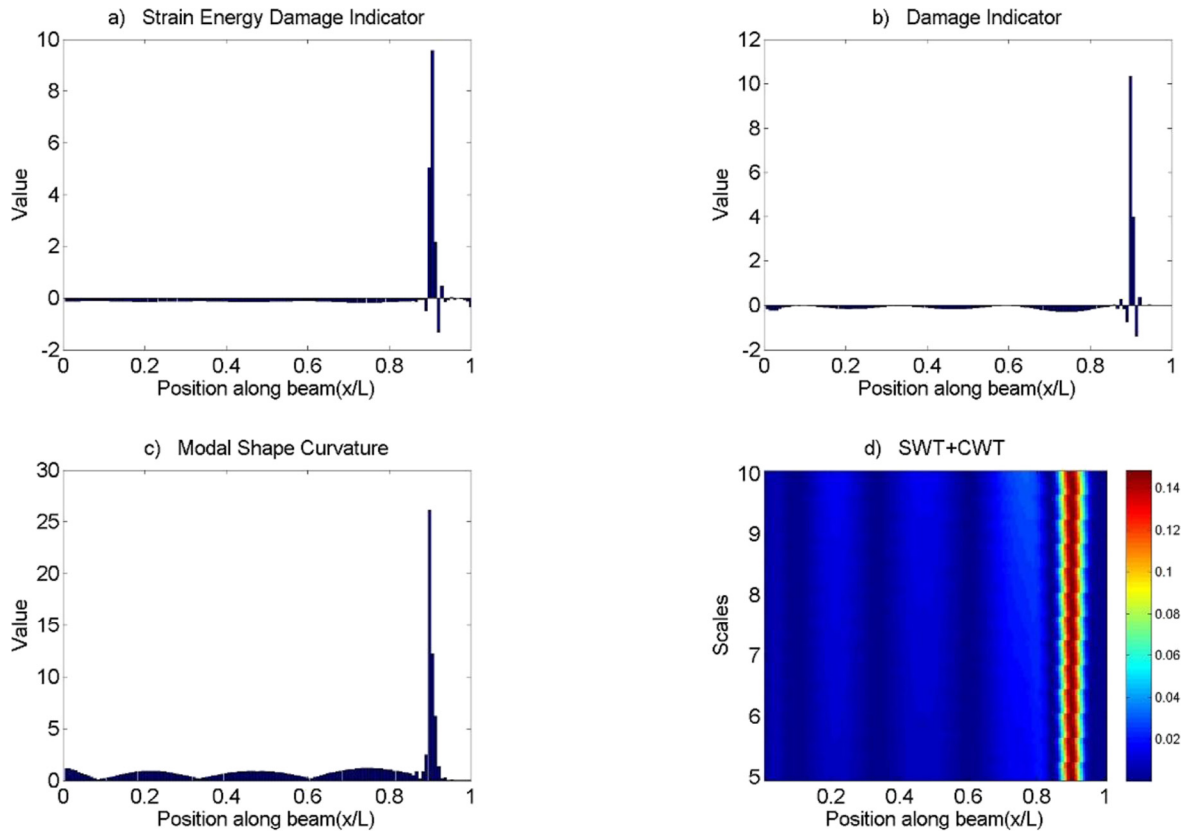 a) Strain Energy Damage Indicator
10
8
6
4
2
0
-2
Value
0 0.2 0.4 0.6 0.8 1
Position along beam(x/L)
b) Damage Indicator
12
10
8
6
4
2
0
-2
Value
0 0.2 0.4 0.6 0.8 1
Position along beam(x/L)
c) Modal Shape Curvature
30
25
20
15
10
5
0
Value
0 0.2 0.4 0.6 0.8 1
Position along beam(x/L)
d) SWT+CWT
10
9
8
7
6
5
Scales
0.2 0.4 0.6 0.8 1
Position along beam(x/L)
0.14
0.12
0.1
0.08
0.06
0.04
0.02